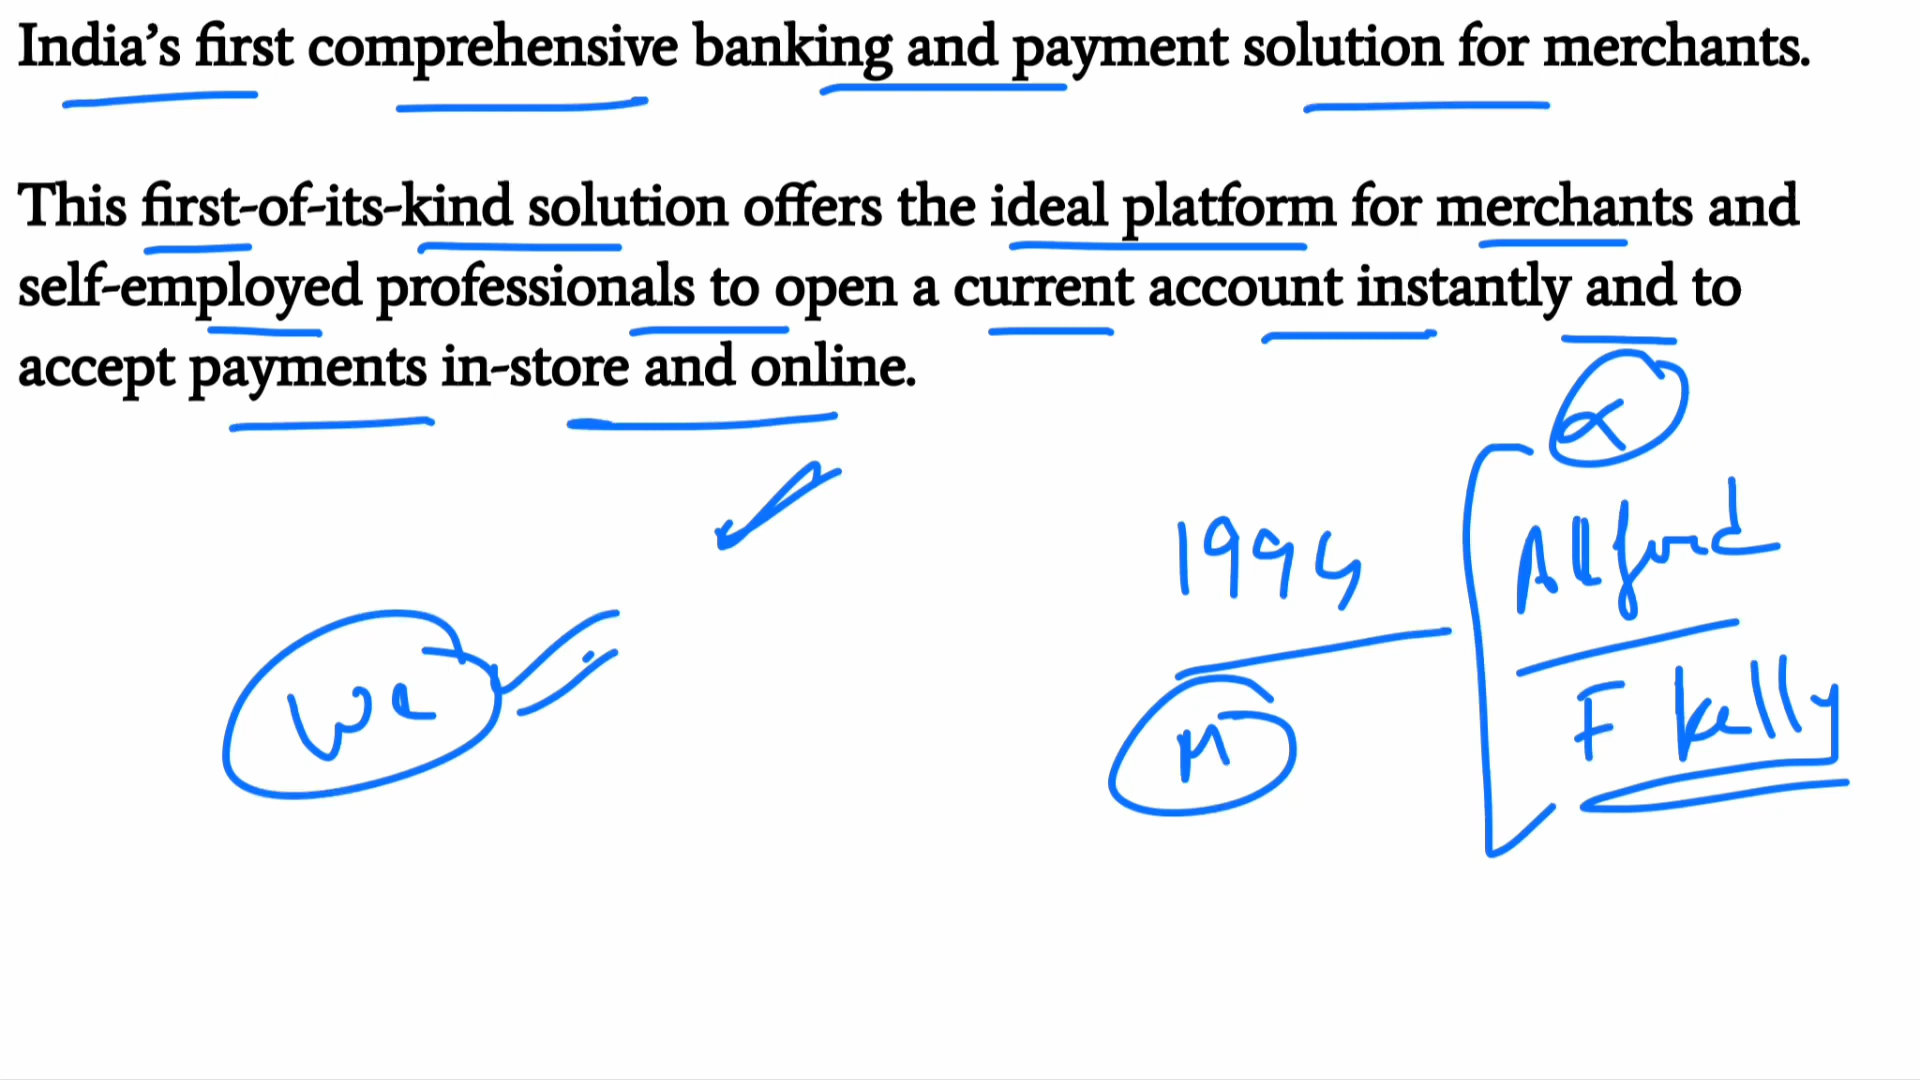 India’s first comprehensive banking and payment solution for merchants.
This first-of-its-kind solution offers the ideal platform for merchants and
self-employed professionals to open a current account instantly and to
accept payments in-store and online.
1994
Allford
We
M
F kelly